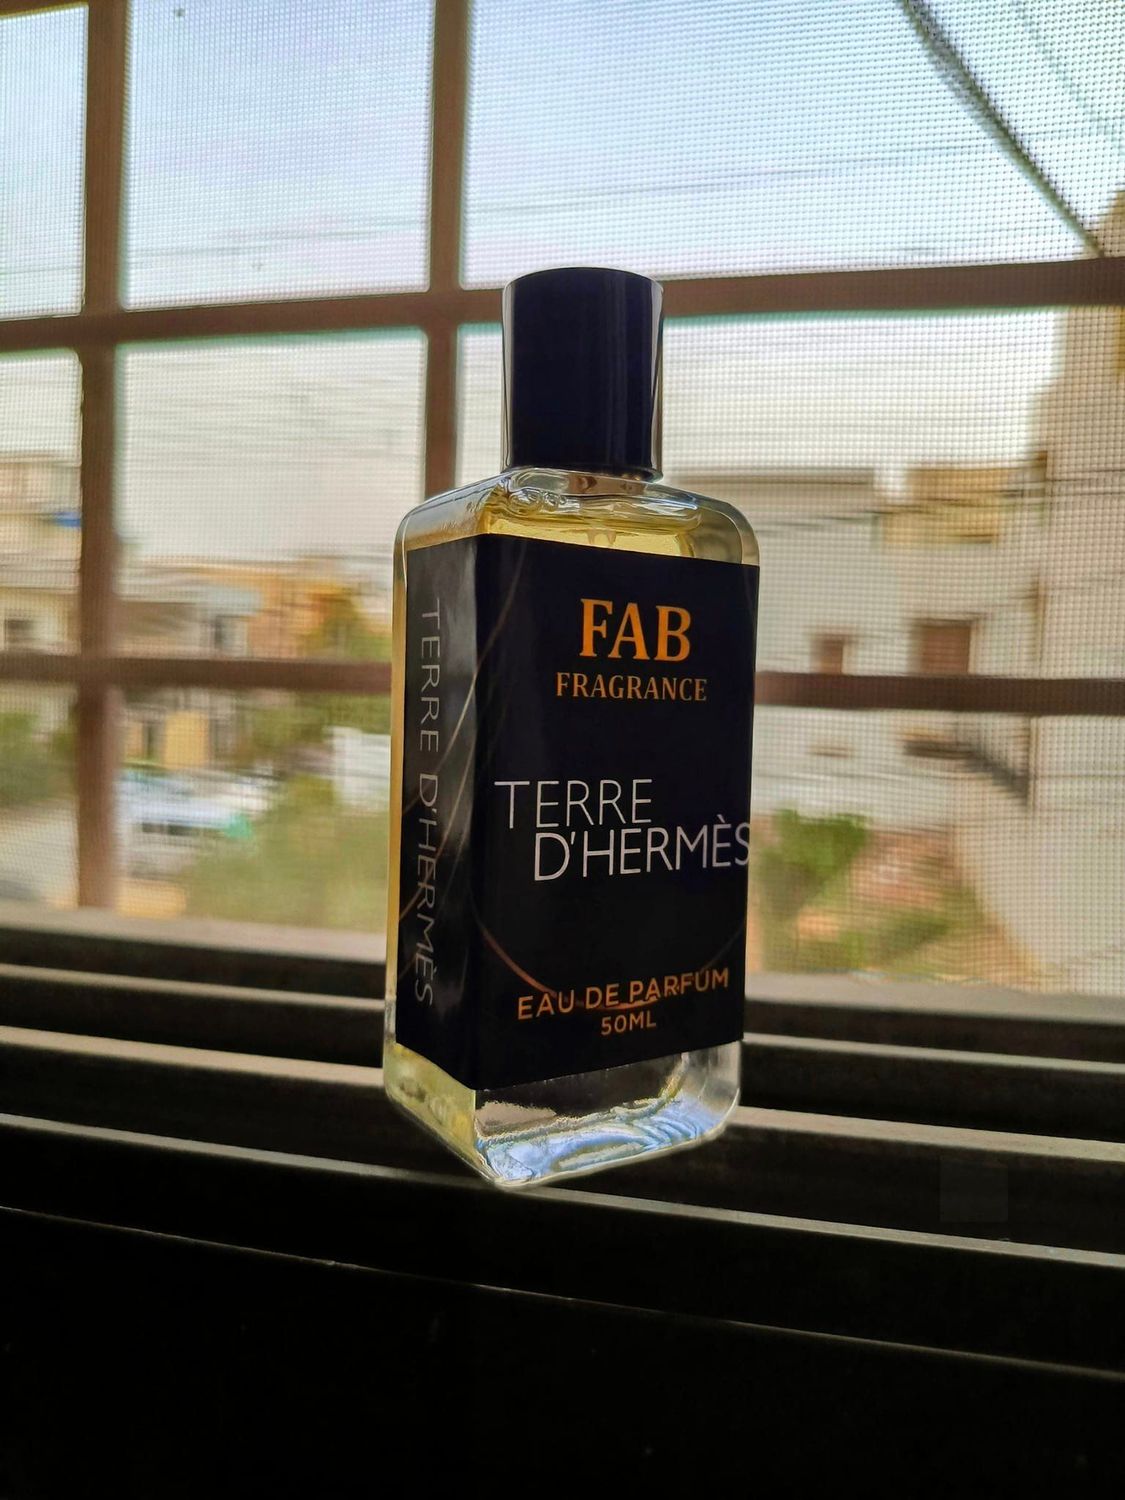 FAB
FRAGRANCE
TERRE
D'HERMÈS
EAU DE PARFUM
50ML
TERRE D'HERMÈS